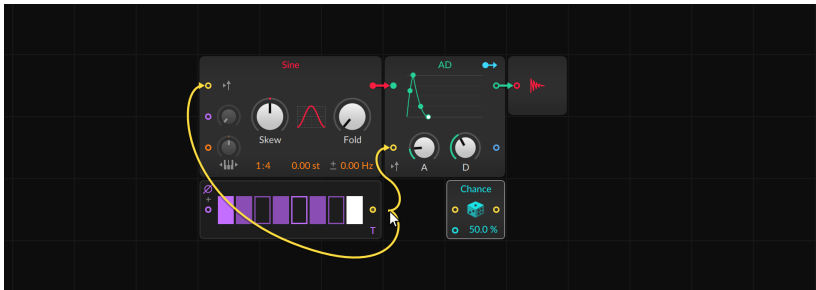 Sine
AD
Skew
Fold
1:4
0.00 st
± 0.00 Hz
A
D
T
Chance
50.0 %